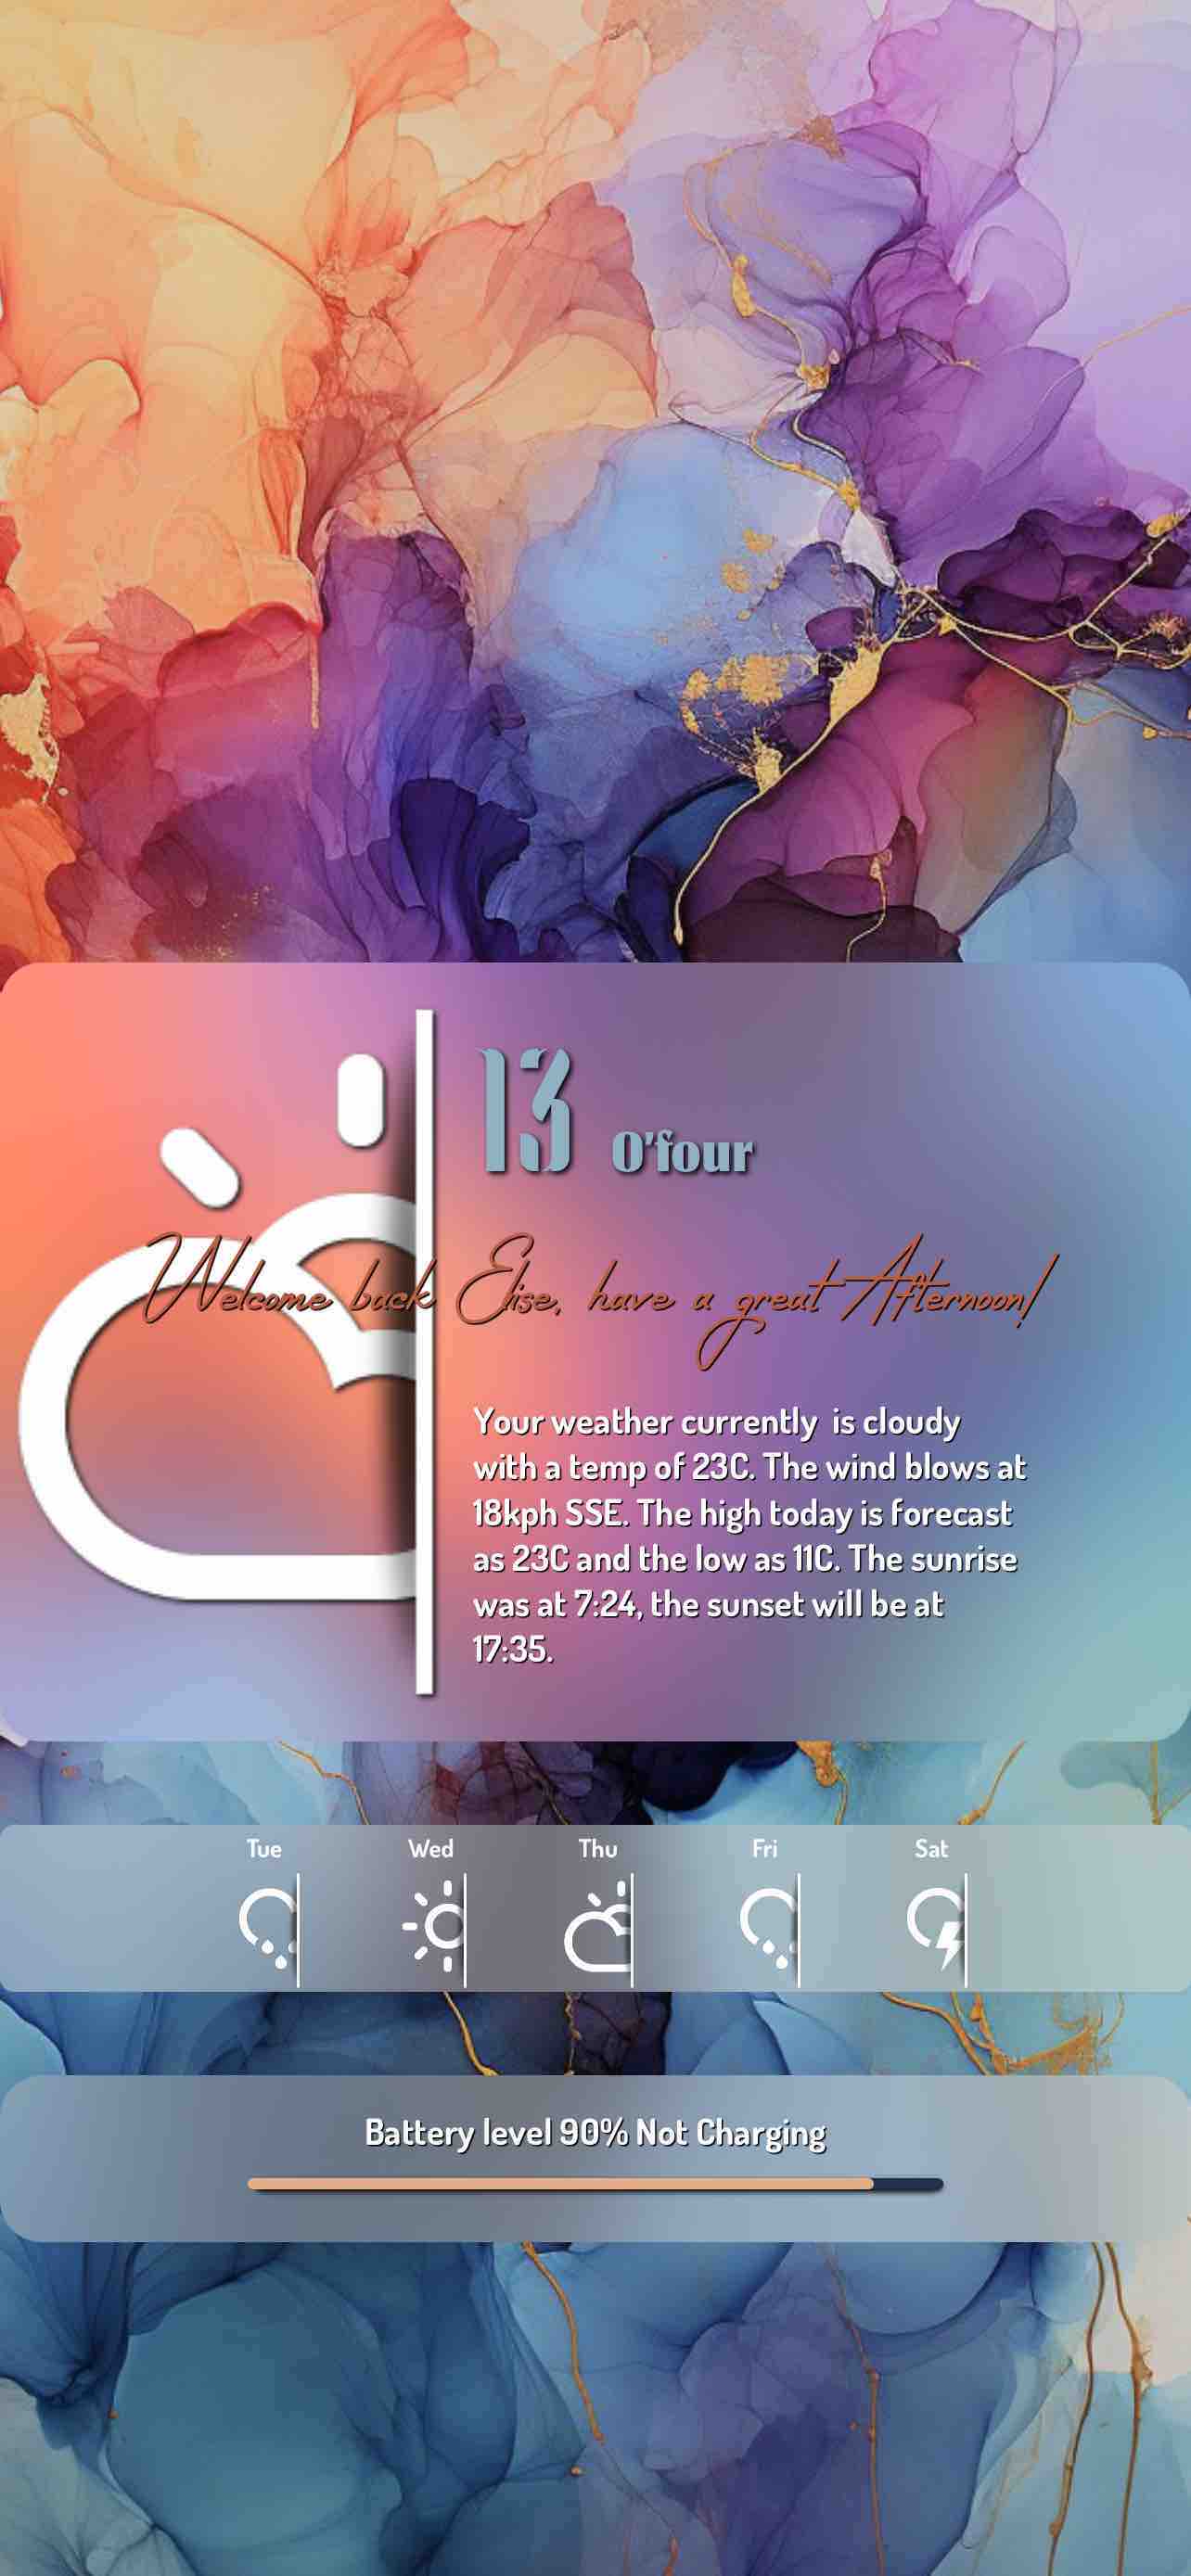 13 O'four
Welcome back Elise, have a great Afternoon!
Your weather currently  is cloudy
with a temp of 23C. The wind blows at
18kph SSE. The high today is forecast
as 23C and the low as 11C. The sunrise
was at 7:24, the sunset will be at
17:35.
Tue Wed Thu Fri Sat
Battery level 90% Not Charging